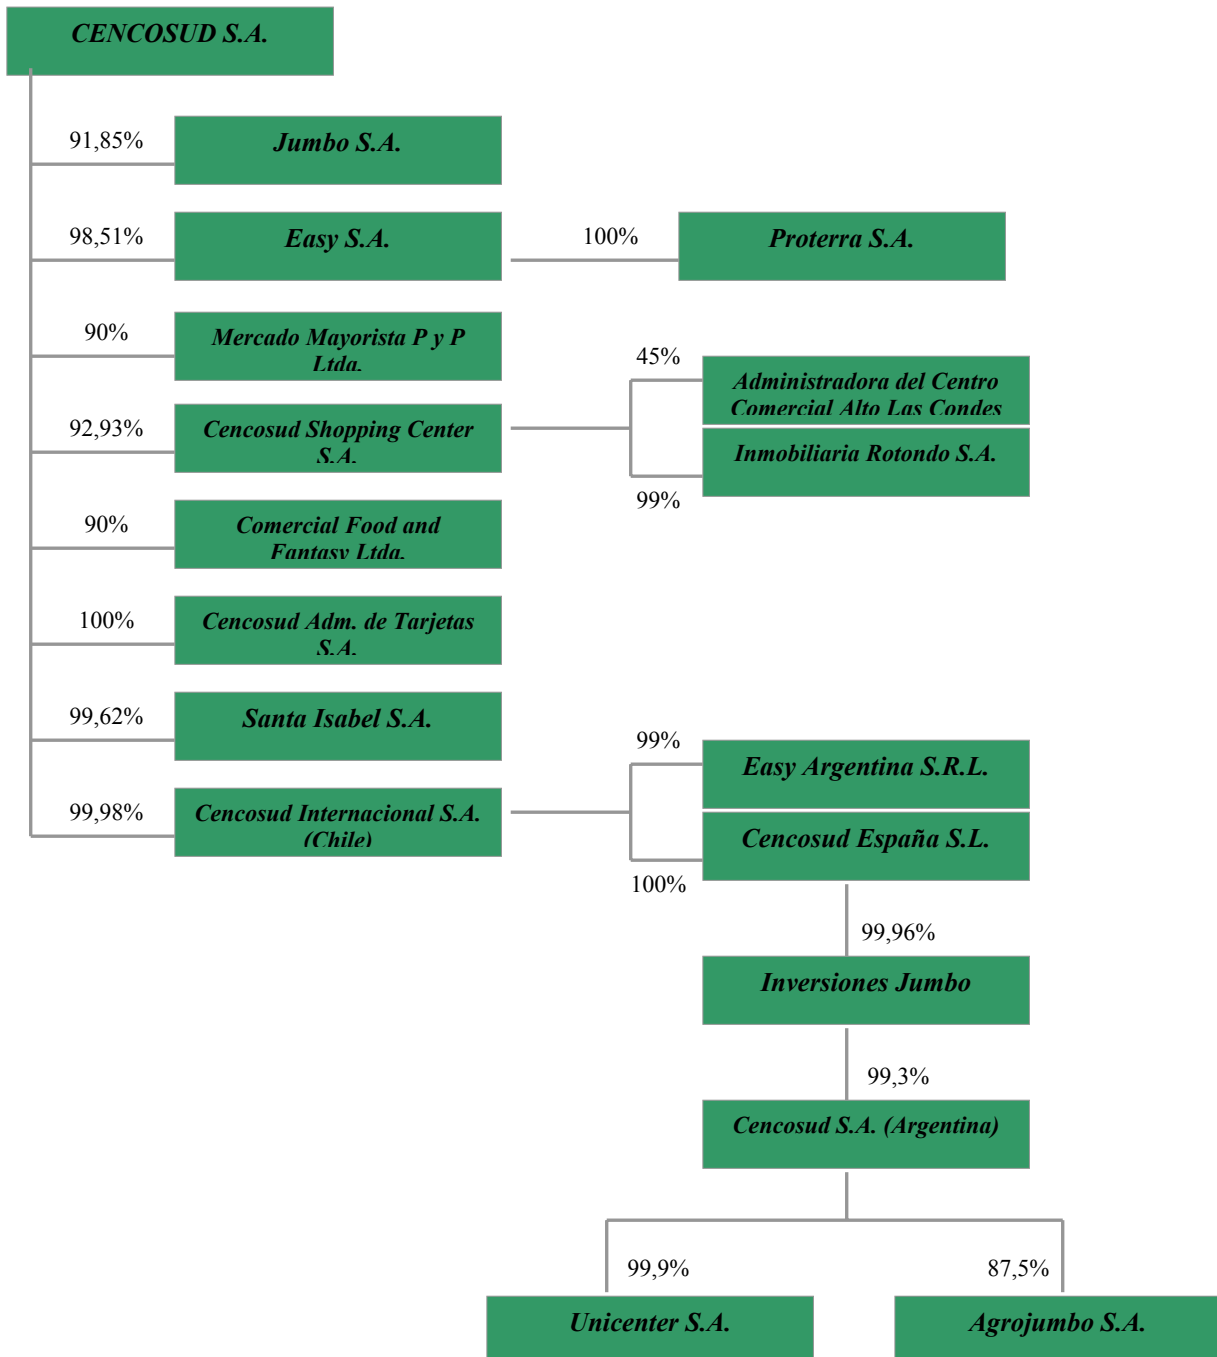 CENCOSUD S.A.
91,85%
Jumbo S.A.
98,51%
Easy S.A.
100%
Proterra S.A.
90%
Mercado Mayorista P y P
Ltda.
92,93%
Cencosud Shopping Center
S.A.
45%
Administradora del Centro
Comercial Alto Las Condes
Inmobiliaria Rotondo S.A.
99%
90%
Comercial Food and
Fantasy Ltda.
100%
Cencosud Adm. de Tarjetas
S.A.
99,62%
Santa Isabel S.A.
99,98%
Cencosud Internacional S.A.
(Chile)
99%
Easy Argentina S.R.L.
Cencosud España S.L.
100%
99,96%
Inversiones Jumbo
99,3%
Cencosud S.A. (Argentina)
99,9%
87,5%
Unicenter S.A.
Agrojumbo S.A.